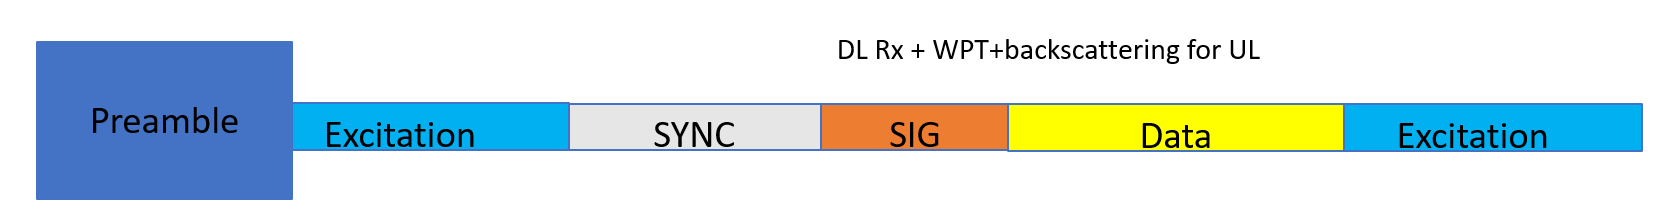 DL Rx + WPT+backscattering for UL
Preamble
Excitation
SYNC
SIG
Data
Excitation